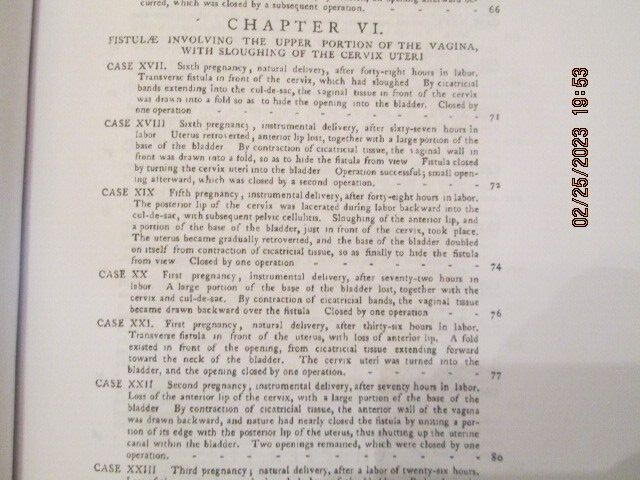 curred, which was closed by a subsequent operation. - - - - 66
CHAPTER VI.
FISTULÆ INVOLVING THE UPPER PORTION OF THE VAGINA,
WITH SLOUGHING OF THE CERVIX UTERI
CASE XVII. Sixth pregnancy, natural delivery, after forty-eight hours in labor.
Transverse fistula in front of the cervix, which had sloughed By cicatricial
bands extending into the cul-de-sac, the vaginal tissue in front of the cervix
was drawn into a fold so as to hide the opening into the bladder. Closed by
one operation - - - - - - - - 71
CASE XVIII Sixth pregnancy, instrumental delivery, after sixty-seven hours in
labor Uterus retroverted, anterior lip lost, together with a large portion of the
base of the bladder By contraction of cicatricial tissue, the vaginal wall in
front was drawn into a fold, so as to hide the fistula from view Fistula closed
by turning the cervix uteri into the bladder Operation successful; small open-
ing afterward, which was closed by a second operation. - - - - 72
CASE XIX Fifth pregnancy, instrumental delivery, after forty-eight hours in labor.
The posterior lip of the cervix was lacerated during labor backward into the
cul-de-sac, with subsequent pelvic cellulitis. Sloughing of the anterior lip, and
a portion of the base of the bladder, just in front of the cervix, took place.
The uterus became gradually retroverted, and the base of the bladder doubled
on itself from contraction of cicatricial tissue, so as finally to hide the fistula
from view Closed by one operation - - - - - - 74
CASE XX First pregnancy, instrumental delivery, after seventy-two hours in
labor A large portion of the base of the bladder lost, together with the
cervix and cul-de-sac. By contraction of cicatricial bands, the vaginal tissue
became drawn backward over the fistula Closed by one operation - - 76
CASE XXI. First pregnancy, natural delivery, after thirty-six hours in labor.
Transverse fistula in front of the uterus, with loss of anterior lip. A fold
existed in front of the opening, from cicatricial tissue extending forward
toward the neck of the bladder. The cervix uteri was turned into the
bladder, and the opening closed by one operation. - - - - 77
CASE XXII Second pregnancy, instrumental delivery, after seventy hours in labor.
Loss of the anterior lip of the cervix, with a large portion of the base of the
bladder By contraction of cicatricial tissue, the anterior wall of the vagina
was drawn backward, and nature had nearly closed the fistula by uniting a por-
tion of its edge with the posterior lip of the uterus, thus shutting up the uterine
canal within the bladder. Two openings remained, which were closed by one
operation. - - - - - - - - 80
CASE XXIII Third pregnancy; natural delivery, after a labor of twenty-six hours.
02/25/2023 19:53